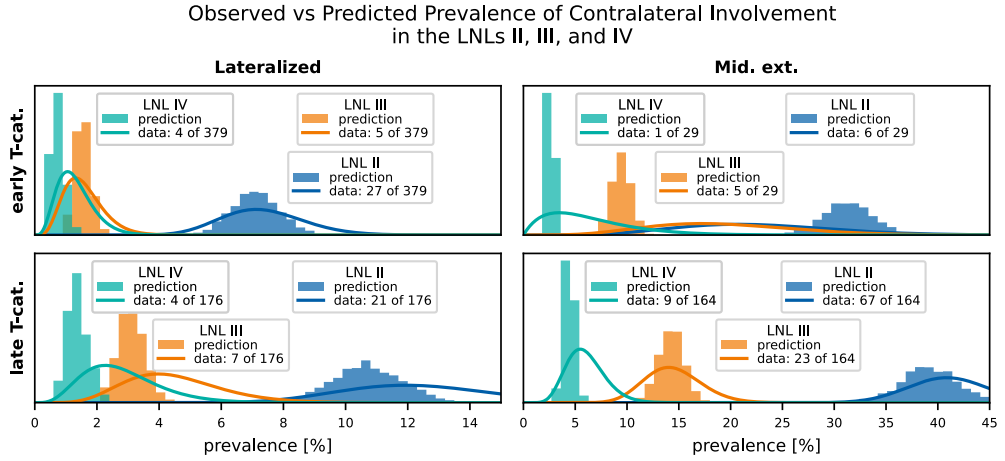 Observed vs Predicted Prevalence of Contralateral Involvement
in the LNLs II, III, and IV
Lateralized
Mid. ext.
early T-cat.
LNL IV
prediction
data: 4 of 379
LNL III
prediction
data: 5 of 379
LNL II
prediction
data: 27 of 379
LNL IV
prediction
data: 1 of 29
LNL II
prediction
data: 6 of 29
LNL III
prediction
data: 5 of 29
late T-cat.
LNL IV
prediction
data: 4 of 176
LNL II
prediction
data: 21 of 176
LNL III
prediction
data: 7 of 176
0 2 4 6 8 10 12 14
prevalence [%]
LNL IV
prediction
data: 9 of 164
LNL II
prediction
data: 67 of 164
LNL III
prediction
data: 23 of 164
0 5 10 15 20 25 30 35 40 45
prevalence [%]